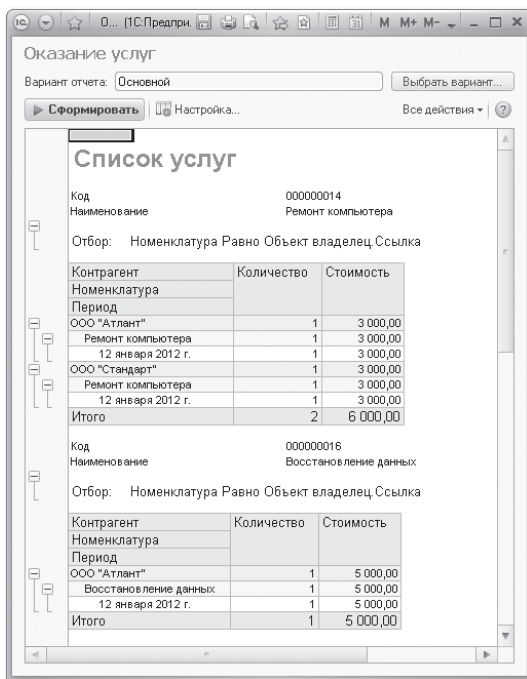 1С 0... (1С:Предпри. M M+ M-
Оказание услуг
Вариант отчета: Основной Выбрать вариант...
Сформировать Настройка... Все действия ?
Список услуг
Код 000000014
Наименование Ремонт компьютера
Отбор: Номенклатура Равно Объект владелец.Ссылка
Контрагент Количество Стоимость
Номенклатура
Период
ООО "Атлант" 1 3 000,00
Ремонт компьютера 1 3 000,00
12 января 2012 г. 1 3 000,00
ООО "Стандарт" 1 3 000,00
Ремонт компьютера 1 3 000,00
12 января 2012 г. 1 3 000,00
Итого 2 6 000,00
Код 000000016
Наименование Восстановление данных
Отбор: Номенклатура Равно Объект владелец.Ссылка
Контрагент Количество Стоимость
Номенклатура
Период
ООО "Атлант" 1 5 000,00
Восстановление данных 1 5 000,00
12 января 2012 г. 1 5 000,00
Итого 1 5 000,00